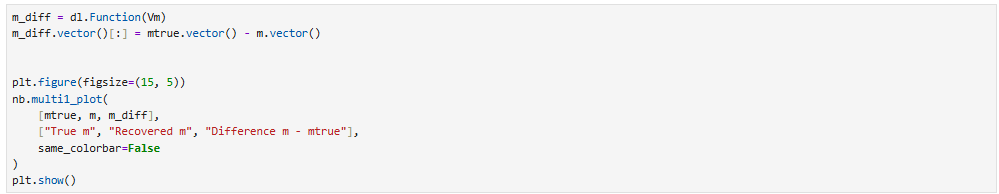 m_diff = dl.Function(Vm)
m_diff.vector()[:] = mtrue.vector() - m.vector()
plt.figure(figsize=(15, 5))
nb.multi1_plot(
    [mtrue, m, m_diff],
    ["True m", "Recovered m", "Difference m - mtrue"],
    same_colorbar=False
)
plt.show()